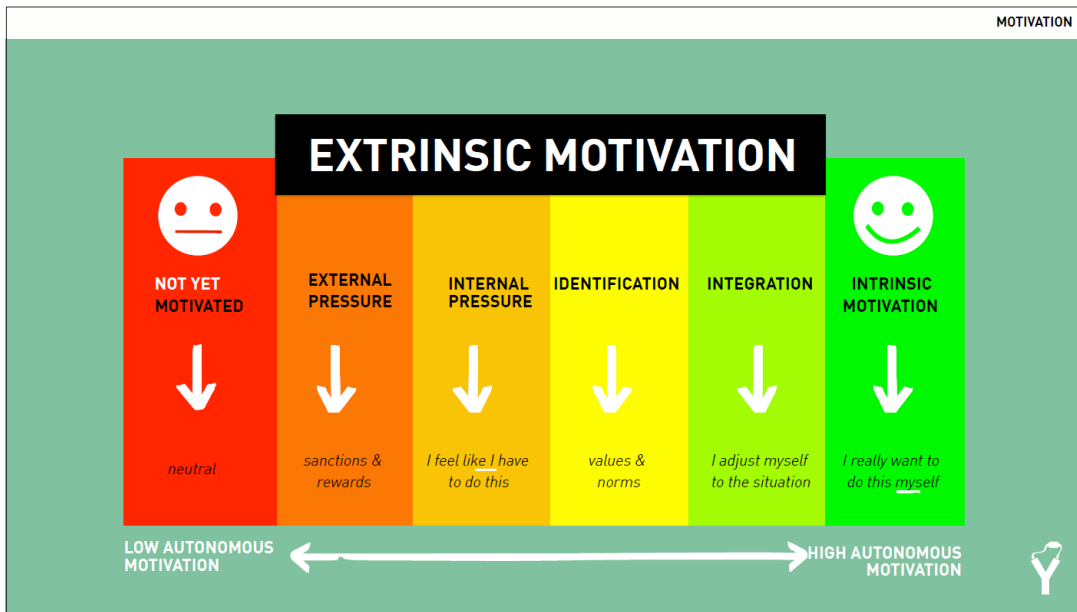 MOTIVATION
EXTRINSIC MOTIVATION
NOT YET
MOTIVATED
neutral
EXTERNAL
PRESSURE
sanctions &
rewards
INTERNAL
PRESSURE
I feel like I have
to do this
IDENTIFICATION
values &
norms
INTEGRATION
I adjust myself
to the situation
INTRINSIC
MOTIVATION
I really want to
do this myself
LOW AUTONOMOUS
MOTIVATION
HIGH AUTONOMOUS
MOTIVATION
Y